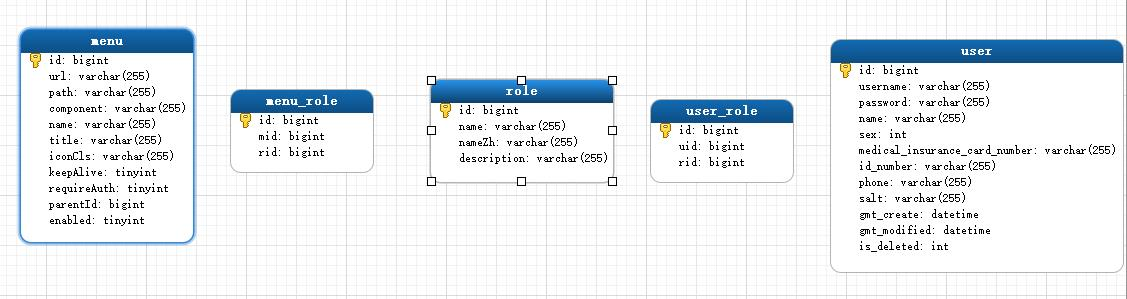 menu
id: bigint
url: varchar(255)
path: varchar(255)
component: varchar(255)
name: varchar(255)
title: varchar(255)
iconCls: varchar(255)
keepAlive: tinyint
requireAuth: tinyint
parentId: bigint
enabled: tinyint
menu_role
id: bigint
mid: bigint
rid: bigint
role
id: bigint
name: varchar(255)
nameZh: varchar(255)
description: varchar(255)
user_role
id: bigint
uid: bigint
rid: bigint
user
id: bigint
username: varchar(255)
password: varchar(255)
name: varchar(255)
sex: int
medical_insurance_card_number: varchar(255)
id_number: varchar(255)
phone: varchar(255)
salt: varchar(255)
gmt_create: datetime
gmt_modified: datetime
is_deleted: int